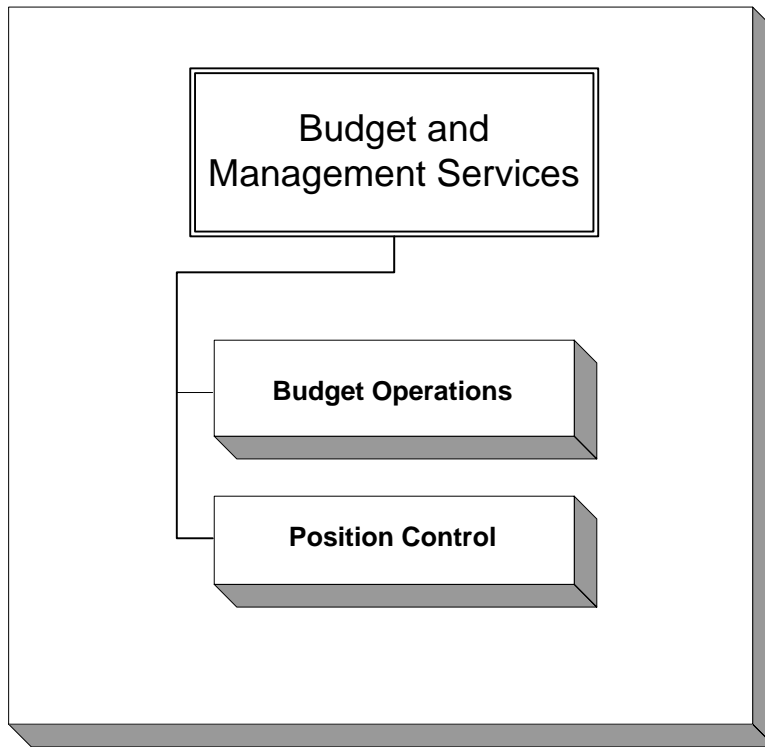 Budget and
Management Services
Budget Operations
Position Control